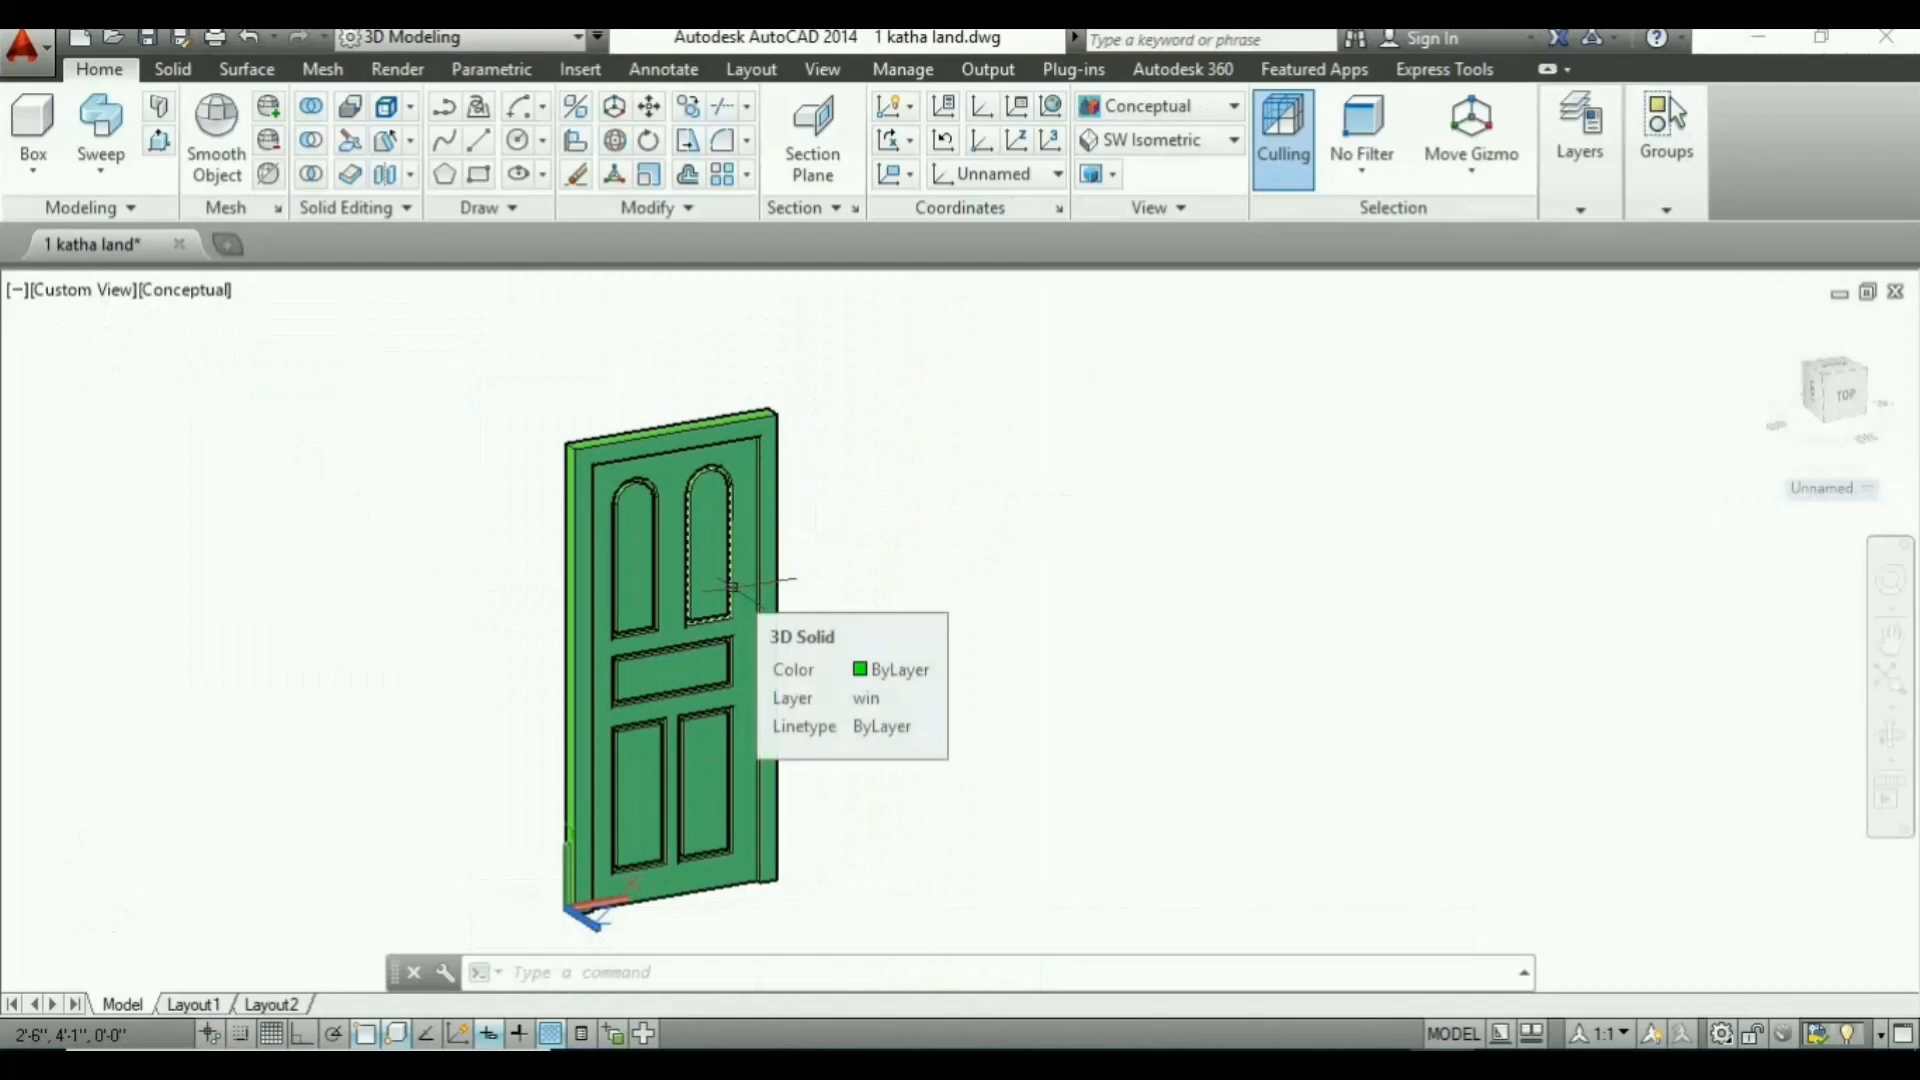 3D Modeling
Autodesk AutoCAD 2014 1 katha land.dwg
Type a keyword or phrase
Sign In
Home Solid Surface Mesh Render Parametric Insert Annotate Layout View Manage Output Plug-ins Autodesk 360 Featured Apps Express Tools
Box
Sweep
Smooth Object
Section Plane
Conceptual
SW Isometric
Unnamed
Culling
No Filter
Move Gizmo
Layers
Groups
Modeling Mesh Solid Editing Draw Modify Section Coordinates View Selection
1 katha land*
[−][Custom View][Conceptual]
TOP
Unnamed
3D Solid
Color ByLayer
Layer win
Linetype ByLayer
X
Type a command
Model Layout1 Layout2
2'-6", 4'-1", 0'-0"
MODEL
1:1